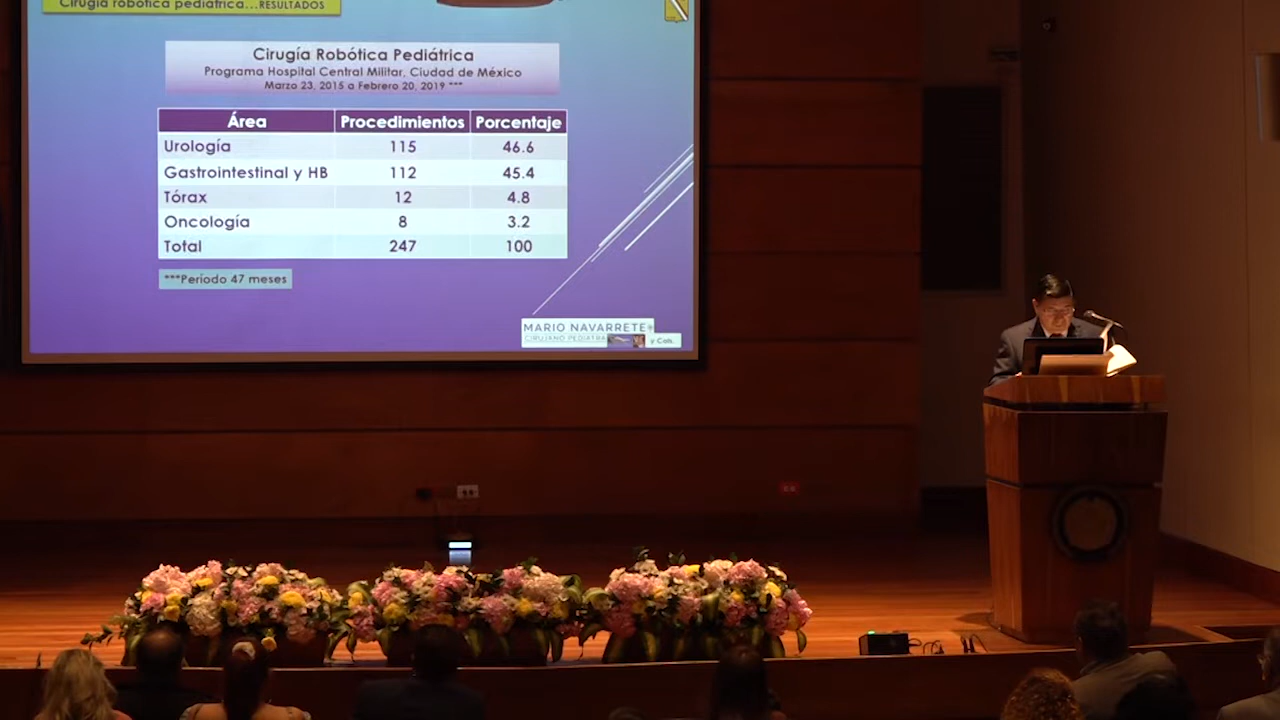 Cirugía robótica pediátrica...RESULTADOS
Cirugía Robótica Pediátrica
Programa Hospital Central Militar, Ciudad de México
Marzo 23, 2015 a Febrero 20, 2019 ***
Área Procedimientos Porcentaje
Urología 115 46.6
Gastrointestinal y HB 112 45.4
Tórax 12 4.8
Oncología 8 3.2
Total 247 100
***Período 47 meses
MARIO NAVARRETE
CIRUJANO PEDIATRA
y Cols.